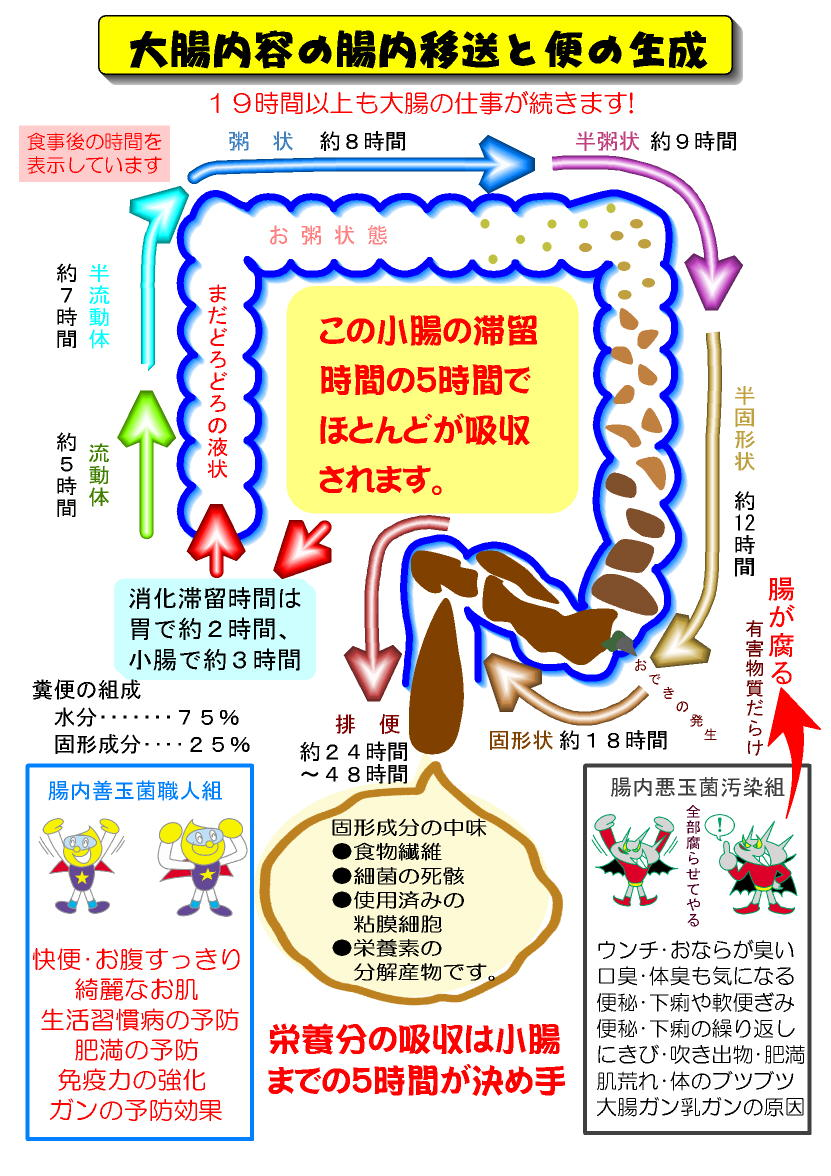 大腸内容の腸内移送と便の生成
１９時間以上も大腸の仕事が続きます!
食事後の時間を
表示しています
粥　状　約８時間
半粥状 約９時間
お粥状態
半流動体
約７時間
まだどろどろの液状
この小腸の滞留
時間の5時間で
ほとんどが吸収
されます。
流動体
約５時間
半固形状　約12時間
消化滞留時間は
胃で約２時間、
小腸で約３時間
おできの発生
腸が腐る
有害物質だらけ
糞便の組成
水分‥‥‥‥７５％
固形成分‥‥２５％
排　便
約２４時間
～４８時間
固形状 約１８時間
腸内善玉菌職人組
快便・お腹すっきり
綺麗なお肌
生活習慣病の予防
肥満の予防
免疫力の強化
ガンの予防効果
固形成分の中味
●食物繊維
●細菌の死骸
●使用済みの
粘膜細胞
●栄養素の
分解産物です。
栄養分の吸収は小腸
までの5時間が決め手
腸内悪玉菌汚染組
全部腐らせてやる
!
ウンチ・おならが臭い
口臭・体臭も気になる
便秘・下痢や軟便ぎみ
便秘・下痢の繰り返し
にきび・吹き出物・肥満
肌荒れ・体のブツブツ
大腸ガン乳ガンの原因